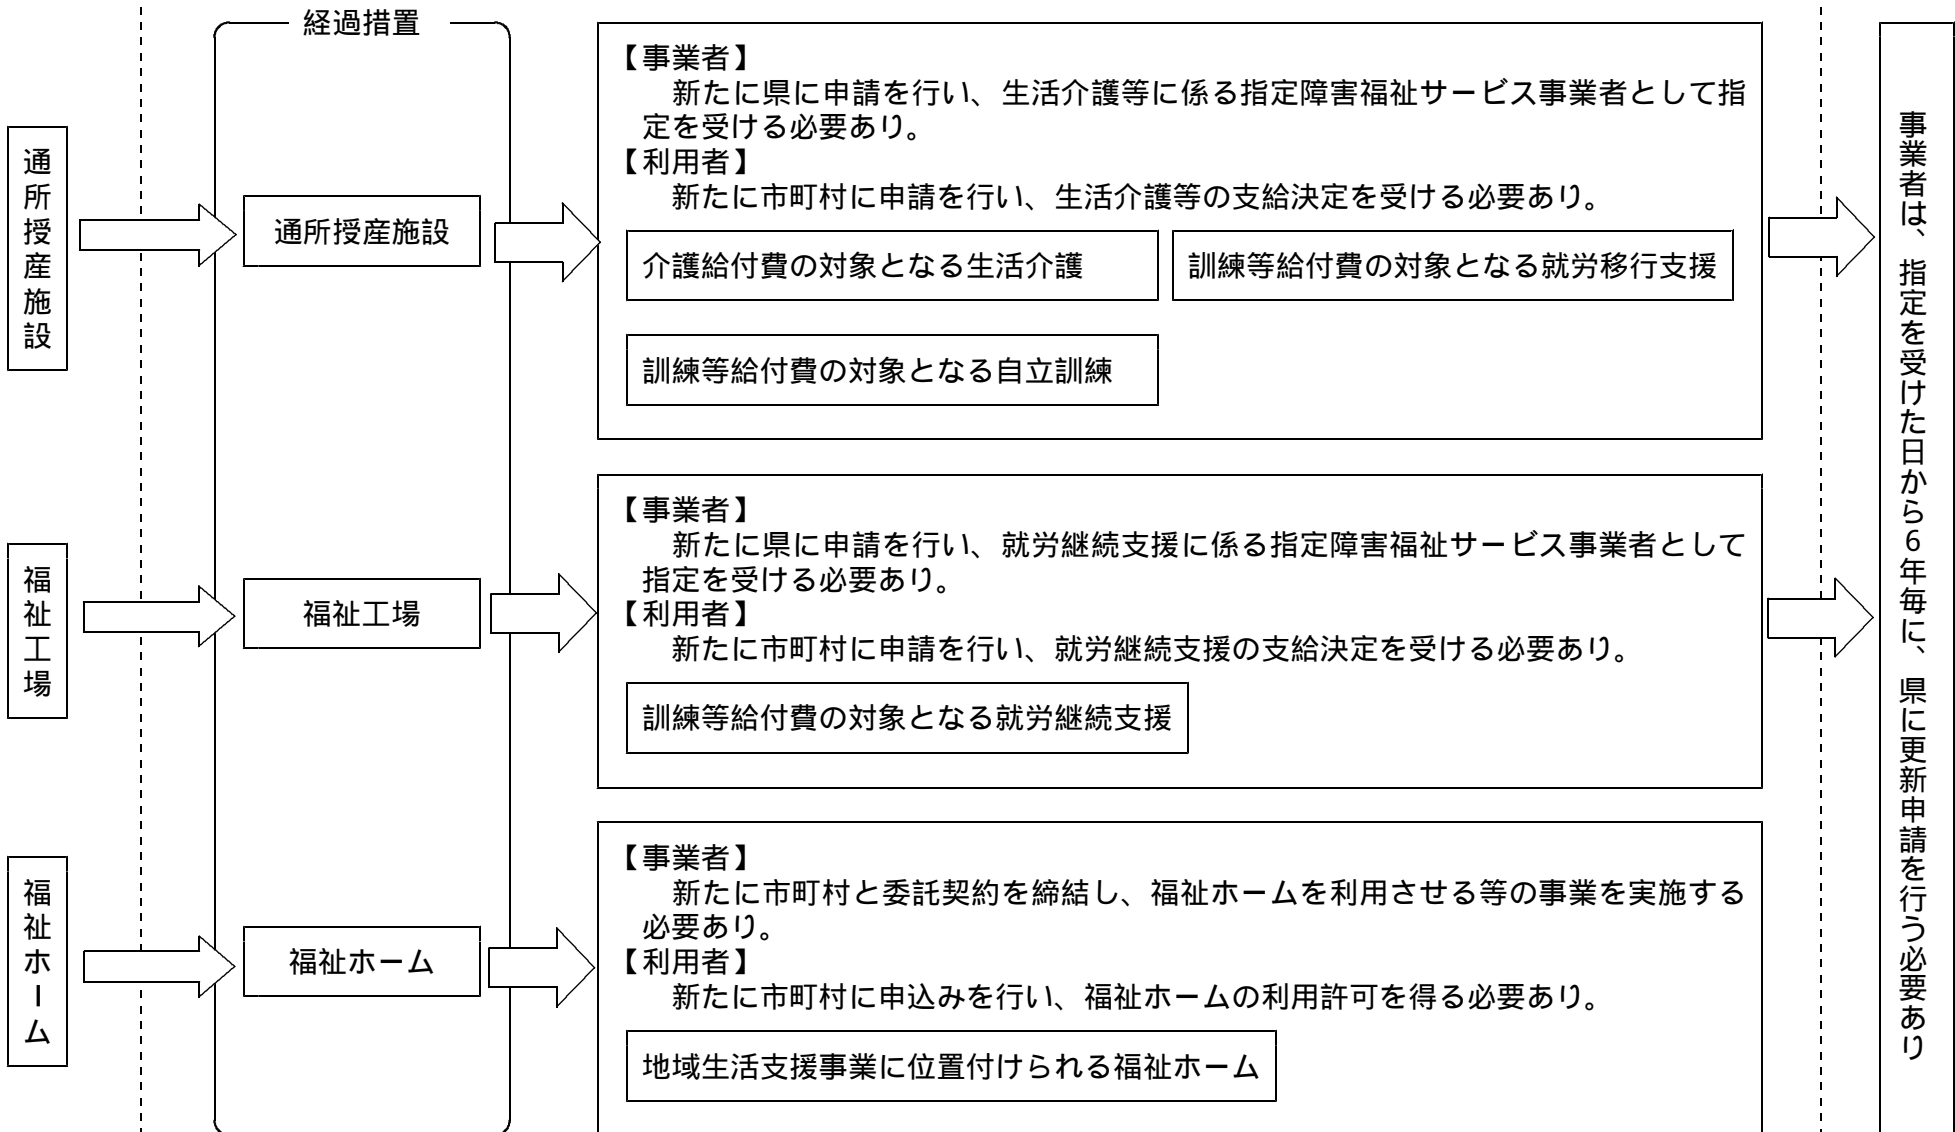 経過措置
通所授産施設
通所授産施設
【事業者】
新たに県に申請を行い、生活介護等に係る指定障害福祉サービス事業者として指
定を受ける必要あり。
【利用者】
新たに市町村に申請を行い、生活介護等の支給決定を受ける必要あり。
介護給付費の対象となる生活介護
訓練等給付費の対象となる就労移行支援
訓練等給付費の対象となる自立訓練
福祉工場
福祉工場
【事業者】
新たに県に申請を行い、就労継続支援に係る指定障害福祉サービス事業者として
指定を受ける必要あり。
【利用者】
新たに市町村に申請を行い、就労継続支援の支給決定を受ける必要あり。
訓練等給付費の対象となる就労継続支援
福祉ホーム
福祉ホーム
【事業者】
新たに市町村と委託契約を締結し、福祉ホームを利用させる等の事業を実施する
必要あり。
【利用者】
新たに市町村に申込みを行い、福祉ホームの利用許可を得る必要あり。
地域生活支援事業に位置付けられる福祉ホーム
事業者は、指定を受けた日から6年毎に、県に更新申請を行う必要あり